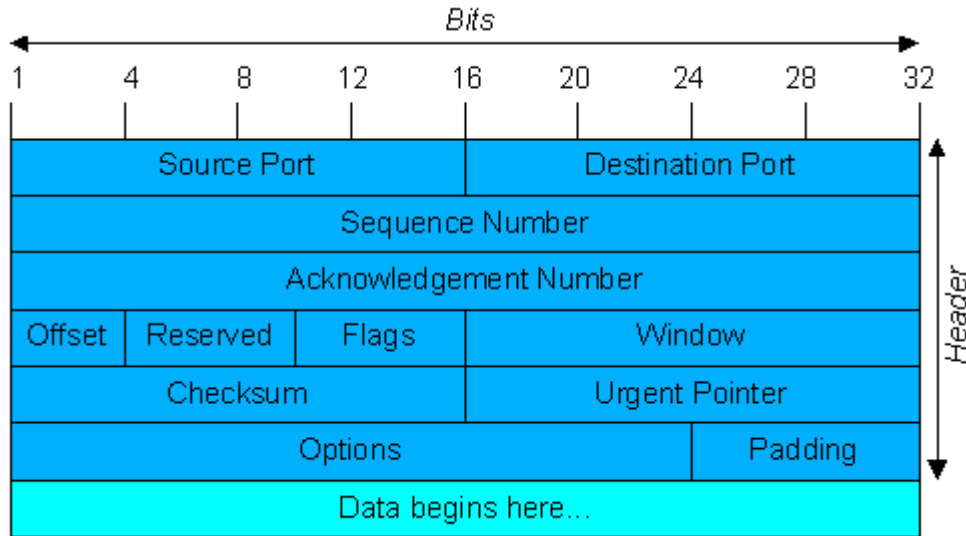 Bits
1 4 8 12 16 20 24 28 32
Source Port Destination Port
Sequence Number
Acknowledgement Number
Offset Reserved Flags Window
Checksum Urgent Pointer
Options Padding
Data begins here...
Header